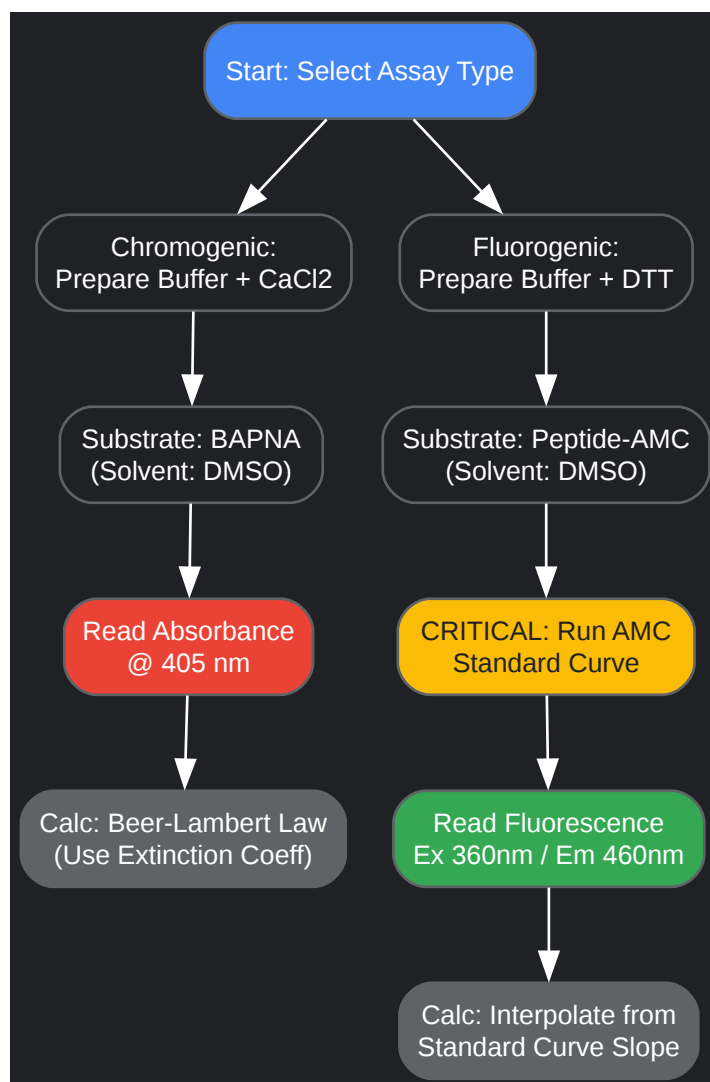 Start: Select Assay Type
Chromogenic:
Prepare Buffer + CaCl2
Fluorogenic:
Prepare Buffer + DTT
Substrate: BAPNA
(Solvent: DMSO)
Substrate: Peptide-AMC
(Solvent: DMSO)
Read Absorbance
@ 405 nm
CRITICAL: Run AMC
Standard Curve
Calc: Beer-Lambert Law
(Use Extinction Coeff)
Read Fluorescence
Ex 360nm / Em 460nm
Calc: Interpolate from
Standard Curve Slope